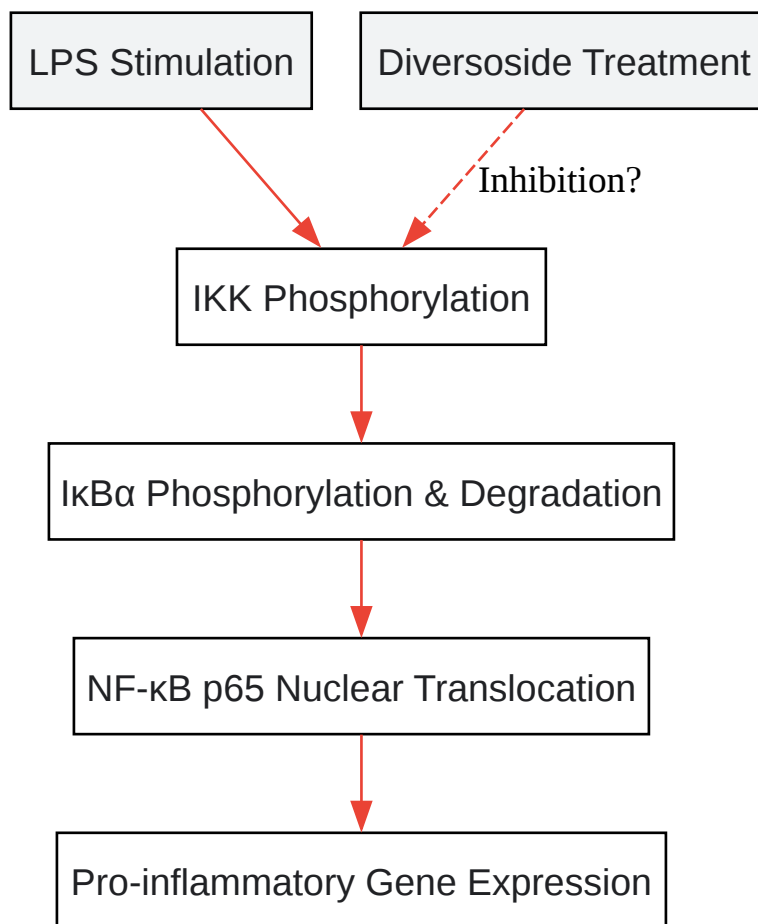 LPS Stimulation
Diversoside Treatment
Inhibition?
IKK Phosphorylation
IκBα Phosphorylation & Degradation
NF-κB p65 Nuclear Translocation
Pro-inflammatory Gene Expression